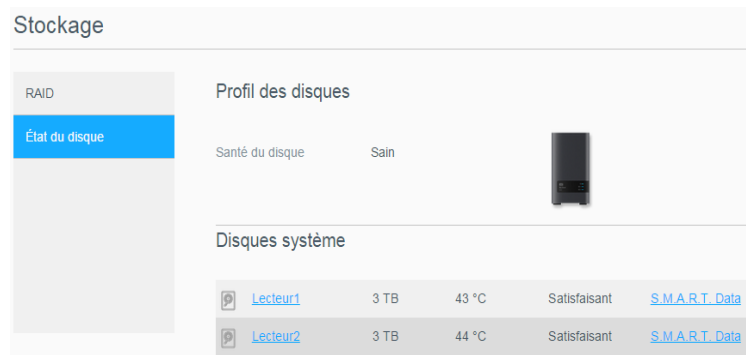 Stockage
RAID
État du disque
Profil des disques
Santé du disque Sain
Disques système
Lecteur1 3 TB 43 °C Satisfaisant S.M.A.R.T. Data
Lecteur2 3 TB 44 °C Satisfaisant S.M.A.R.T. Data